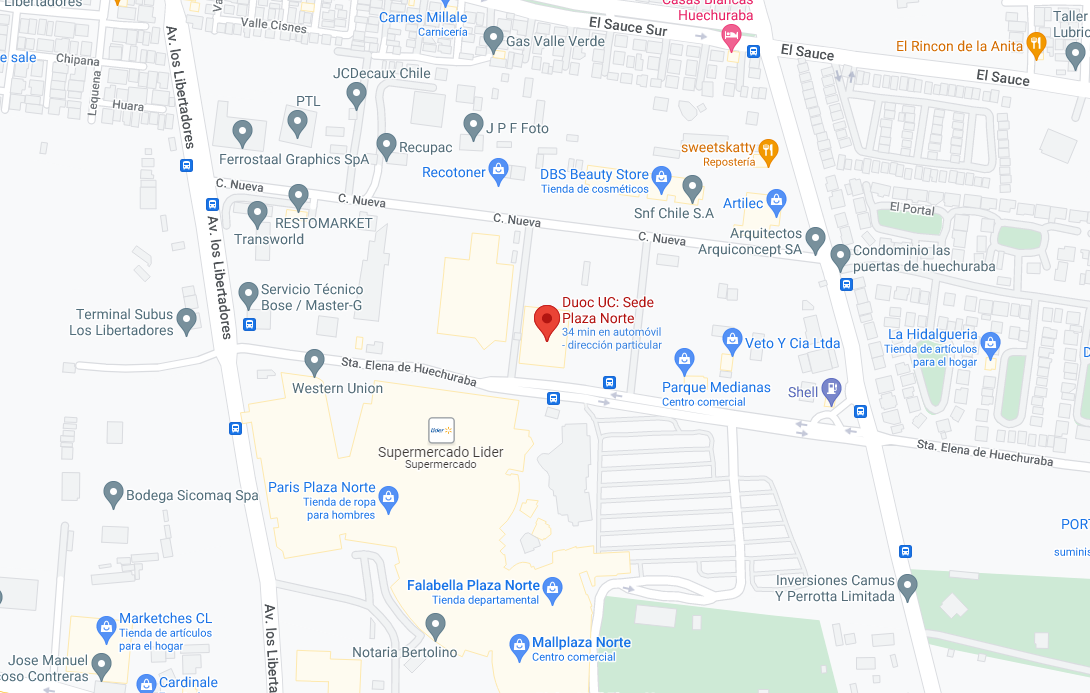 Libertadores
Carnes Millale
Carnicería
Casas Blancas
Huechuraba
Taller
Lubric
Valle Cisnes
El Sauce Sur
Gas Valle Verde
El Sauce
El Rincon de la Anita
El Sauce
e sale
Chipana
Lequena
Huara
Av. los Libertadores
JCDecaux Chile
PTL
J P F Foto
Ferrostaal Graphics SpA
Recupac
Recotoner
sweetskatty
Repostería
DBS Beauty Store
Tienda de cosméticos
Snf Chile S.A
Artilec
C. Nueva
C. Nueva
C. Nueva
C. Nueva
El Portal
RESTOMARKET
Transworld
Arquitectos
Arquiconcept SA
Condominio las
puertas de huechuraba
Av. los Libertadores
Servicio Técnico
Bose / Master-G
Terminal Subus
Los Libertadores
Duoc UC: Sede
Plaza Norte
34 min en automóvil
- dirección particular
Veto Y Cia Ltda
La Hidalgueria
Tienda de artículos
para el hogar
D
Sta. Elena de Huechuraba
Western Union
Parque Medianas
Centro comercial
Shell
Lider
Supermercado Lider
Supermercado
Sta. Elena de Huechuraba
Paris Plaza Norte
Tienda de ropa
para hombres
Bodega Sicomaq Spa
PORT
suminis
Falabella Plaza Norte
Tienda departamental
Inversiones Camus
Y Perrotta Limitada
Av. los Liberta
Marketches CL
Tienda de artículos
para el hogar
Notaria Bertolino
Mallplaza Norte
Centro comercial
Jose Manuel
oso Contreras
Cardinale